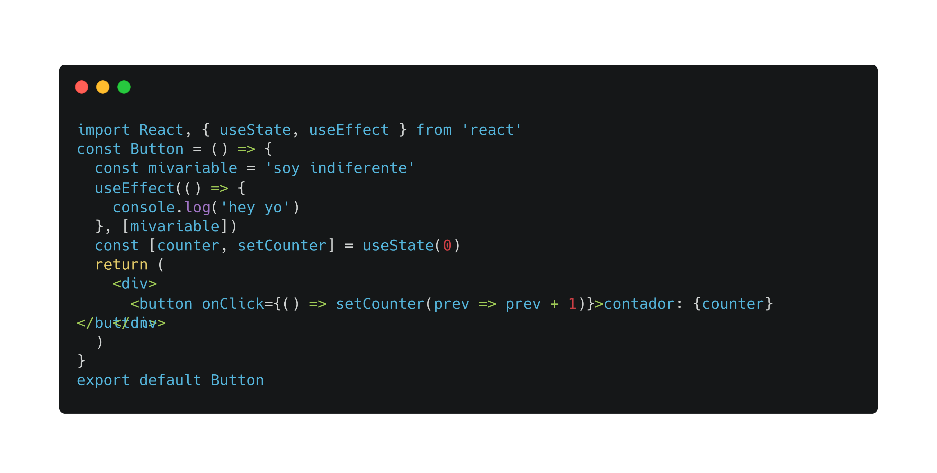 import React, { useState, useEffect } from 'react'
const Button = () => {
  const mivariable = 'soy indiferente'
  useEffect(() => {
    console.log('hey yo')
  }, [mivariable])
  const [counter, setCounter] = useState(0)
  return (
    <div>
      <button onClick={() => setCounter(prev => prev + 1)}>contador: {counter}
</button>
    </div>
  )
}
export default Button